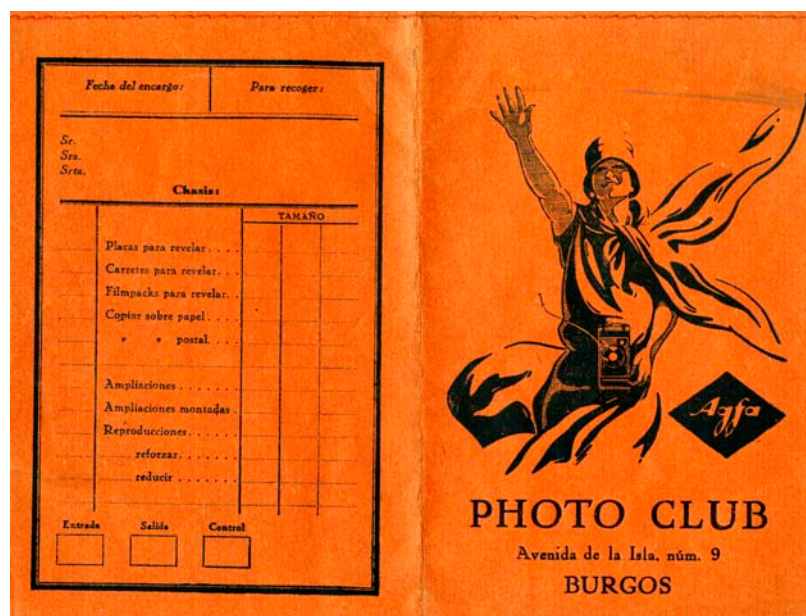 Fecha del encargo:
Para recoger:
Sr.
Sra.
Srta.
Chasis:
TAMAÑO
Placas para revelar. . . .
Carretes para revelar. . .
Filmpacks para revelar. .
Copiar sobre papel. . . .
" " postal. . . .
Ampliaciones . . . . . . .
Ampliaciones montadas .
Reproducciones. . . . . .
reforzar. . . . . . .
reducir . . . . . . .
Entrada
Salida
Control
Agfa
PHOTO CLUB
Avenida de la Isla, núm. 9
BURGOS